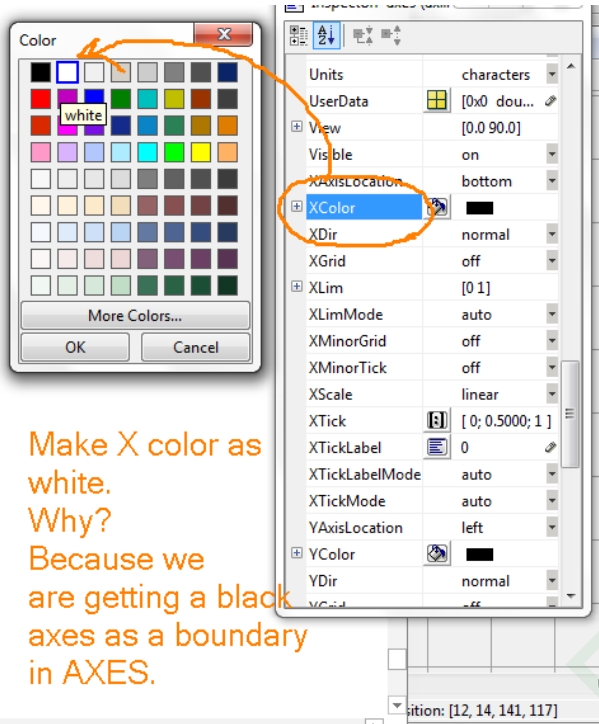 Inspector: axes (axi...
Color
Units characters
UserData [0x0 dou...
white
View [0.0 90.0]
Visible on
XAxisLocation bottom
XColor
XDir normal
XGrid off
XLim [0 1]
XLimMode auto
More Colors...
XMinorGrid off
OK Cancel
XMinorTick off
XScale linear
XTick [ 0; 0.5000; 1 ]
XTickLabel 0
XTickLabelMode auto
XTickMode auto
YAxisLocation left
YColor
YDir normal
Make X color as
white.
Why?
Because we
are getting a black
axes as a boundary
in AXES.
sition: [12, 14, 141, 117]